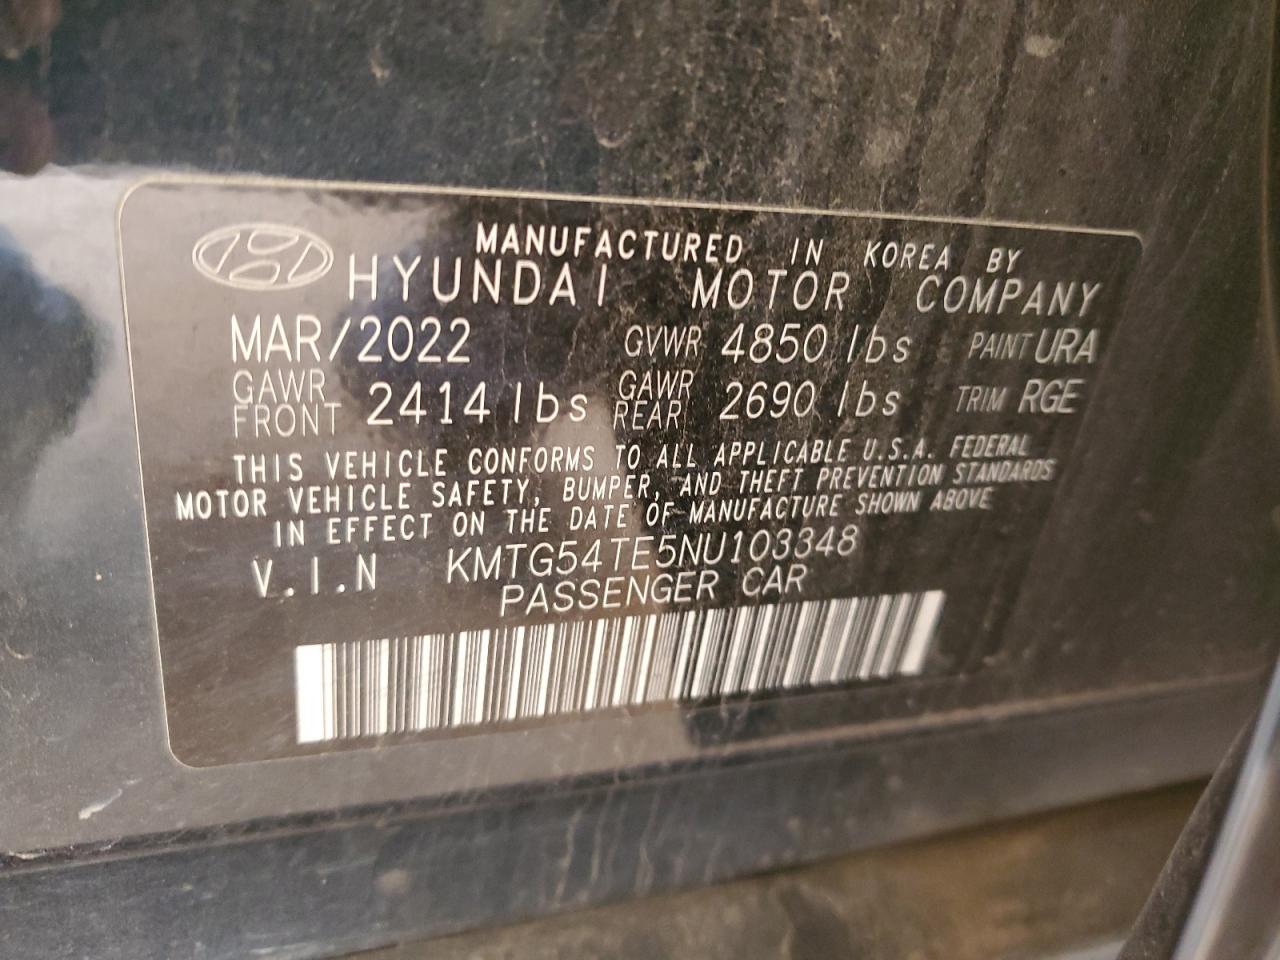 MANUFACTURED IN KOREA BY
HYUNDAI MOTOR COMPANY
MAR/2022 GVWR 4850 lbs PAINT URA
GAWR FRONT 2414 lbs GAWR REAR 2690 lbs TRIM RGE
THIS VEHICLE CONFORMS TO ALL APPLICABLE U.S.A. FEDERAL
MOTOR VEHICLE SAFETY, BUMPER, AND THEFT PREVENTION STANDARDS
IN EFFECT ON THE DATE OF MANUFACTURE SHOWN ABOVE
V.I.N KMTG54TE5NU103348
PASSENGER CAR